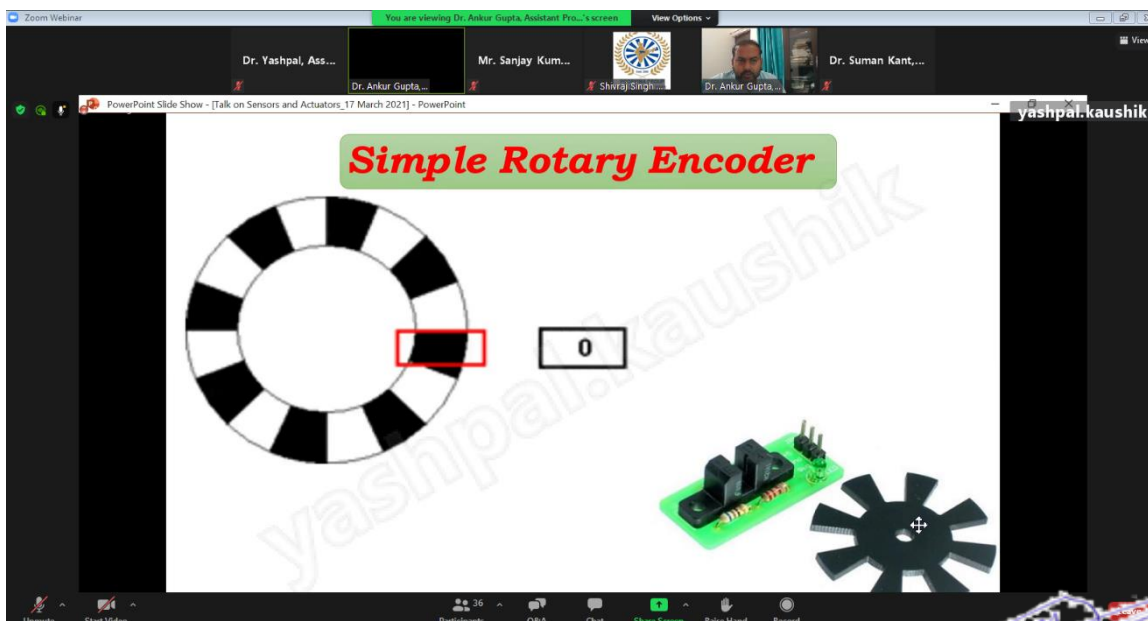 Zoom Webinar
You are viewing Dr. Ankur Gupta, Assistant Pro...'s screen
View Options
View
Dr. Yashpal, Ass...
Dr. Ankur Gupta,...
Mr. Sanjay Kum...
Shivraj Singh ...
Dr. Ankur Gupta,...
Dr. Suman Kant,...
PowerPoint Slide Show - [Talk on Sensors and Actuators_17 March 2021] - PowerPoint
yashpal.kaushik
Simple Rotary Encoder
0
yashpal.kaushik
Unmute
Start Video
36
Participants
Q&A
Chat
Share Screen
Raise Hand
Record